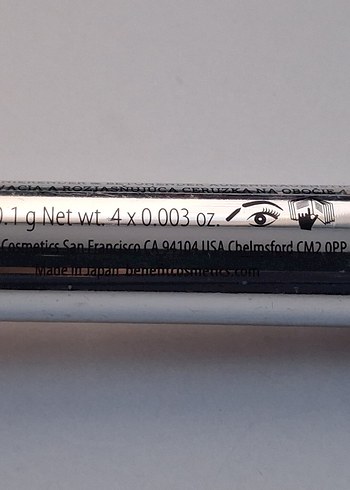 ACIA A ROZJASŇUJÚCA CERUZKA NA OBOČIE
0.1 g Net wt. 4 x 0.003 oz.
Cosmetics San Francisco CA 94104 USA Chelmsford CM2 0PP
Made in Japan benefitcosmetics.com